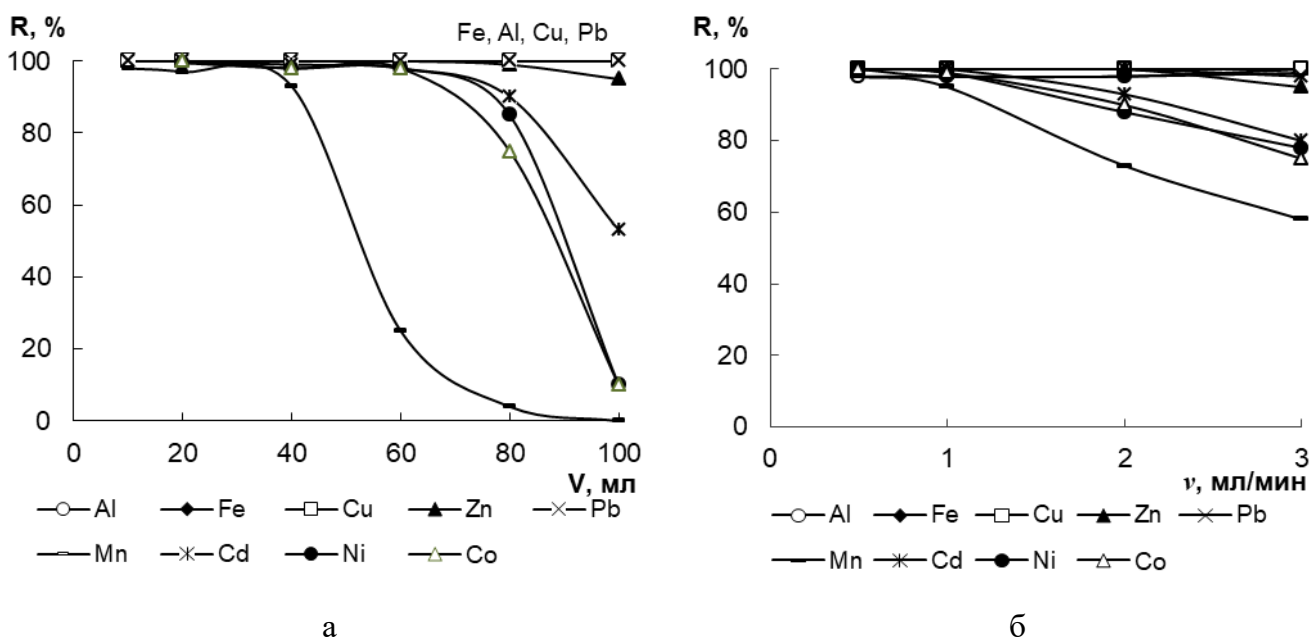 R, %
Fe, Al, Cu, Pb
100
80
60
40
20
0
0 20 40 60 80 100
V, мл
Al Fe Cu Zn Pb
Mn Cd Ni Co
а
R, %
100
80
60
40
20
0
0 1 2 3
ν, мл/мин
Al Fe Cu Zn Pb
Mn Cd Ni Co
б